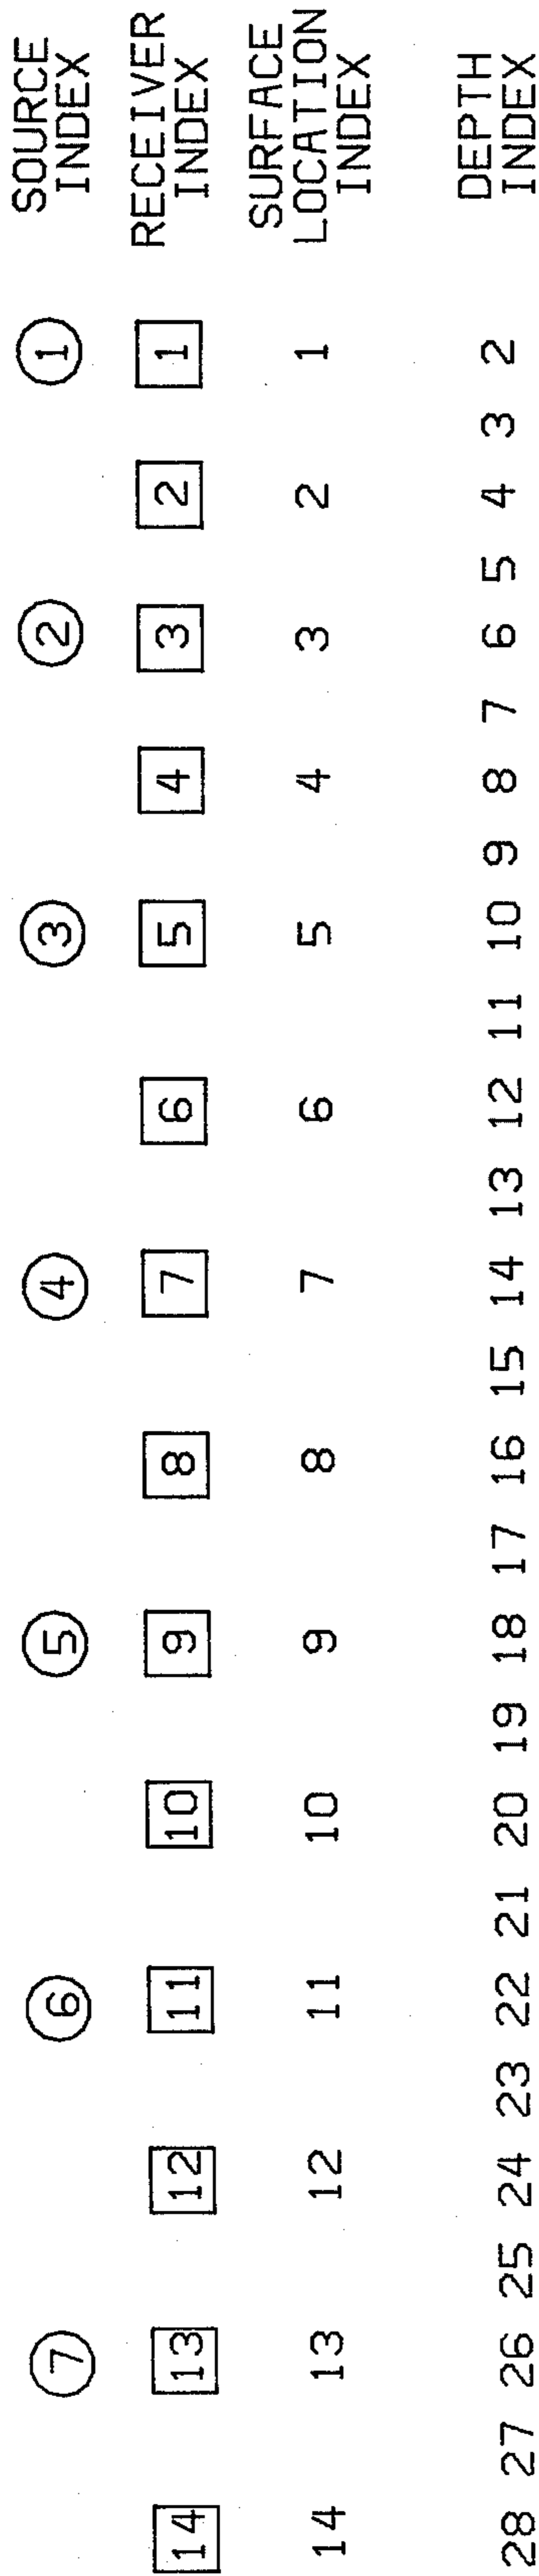 7 6 5 4 3 2 1 SOURCE
INDEX
14 13 12 11 10 9 8 7 6 5 4 3 2 1 RECEIVER
INDEX
SURFACE
14 13 12 11 10 9 8 7 6 5 4 3 2 1 LOCATION
INDEX
DEPTH
28 27 26 25 24 23 22 21 20 19 18 17 16 15 14 13 12 11 10 9 8 7 6 5 4 3 2 INDEX